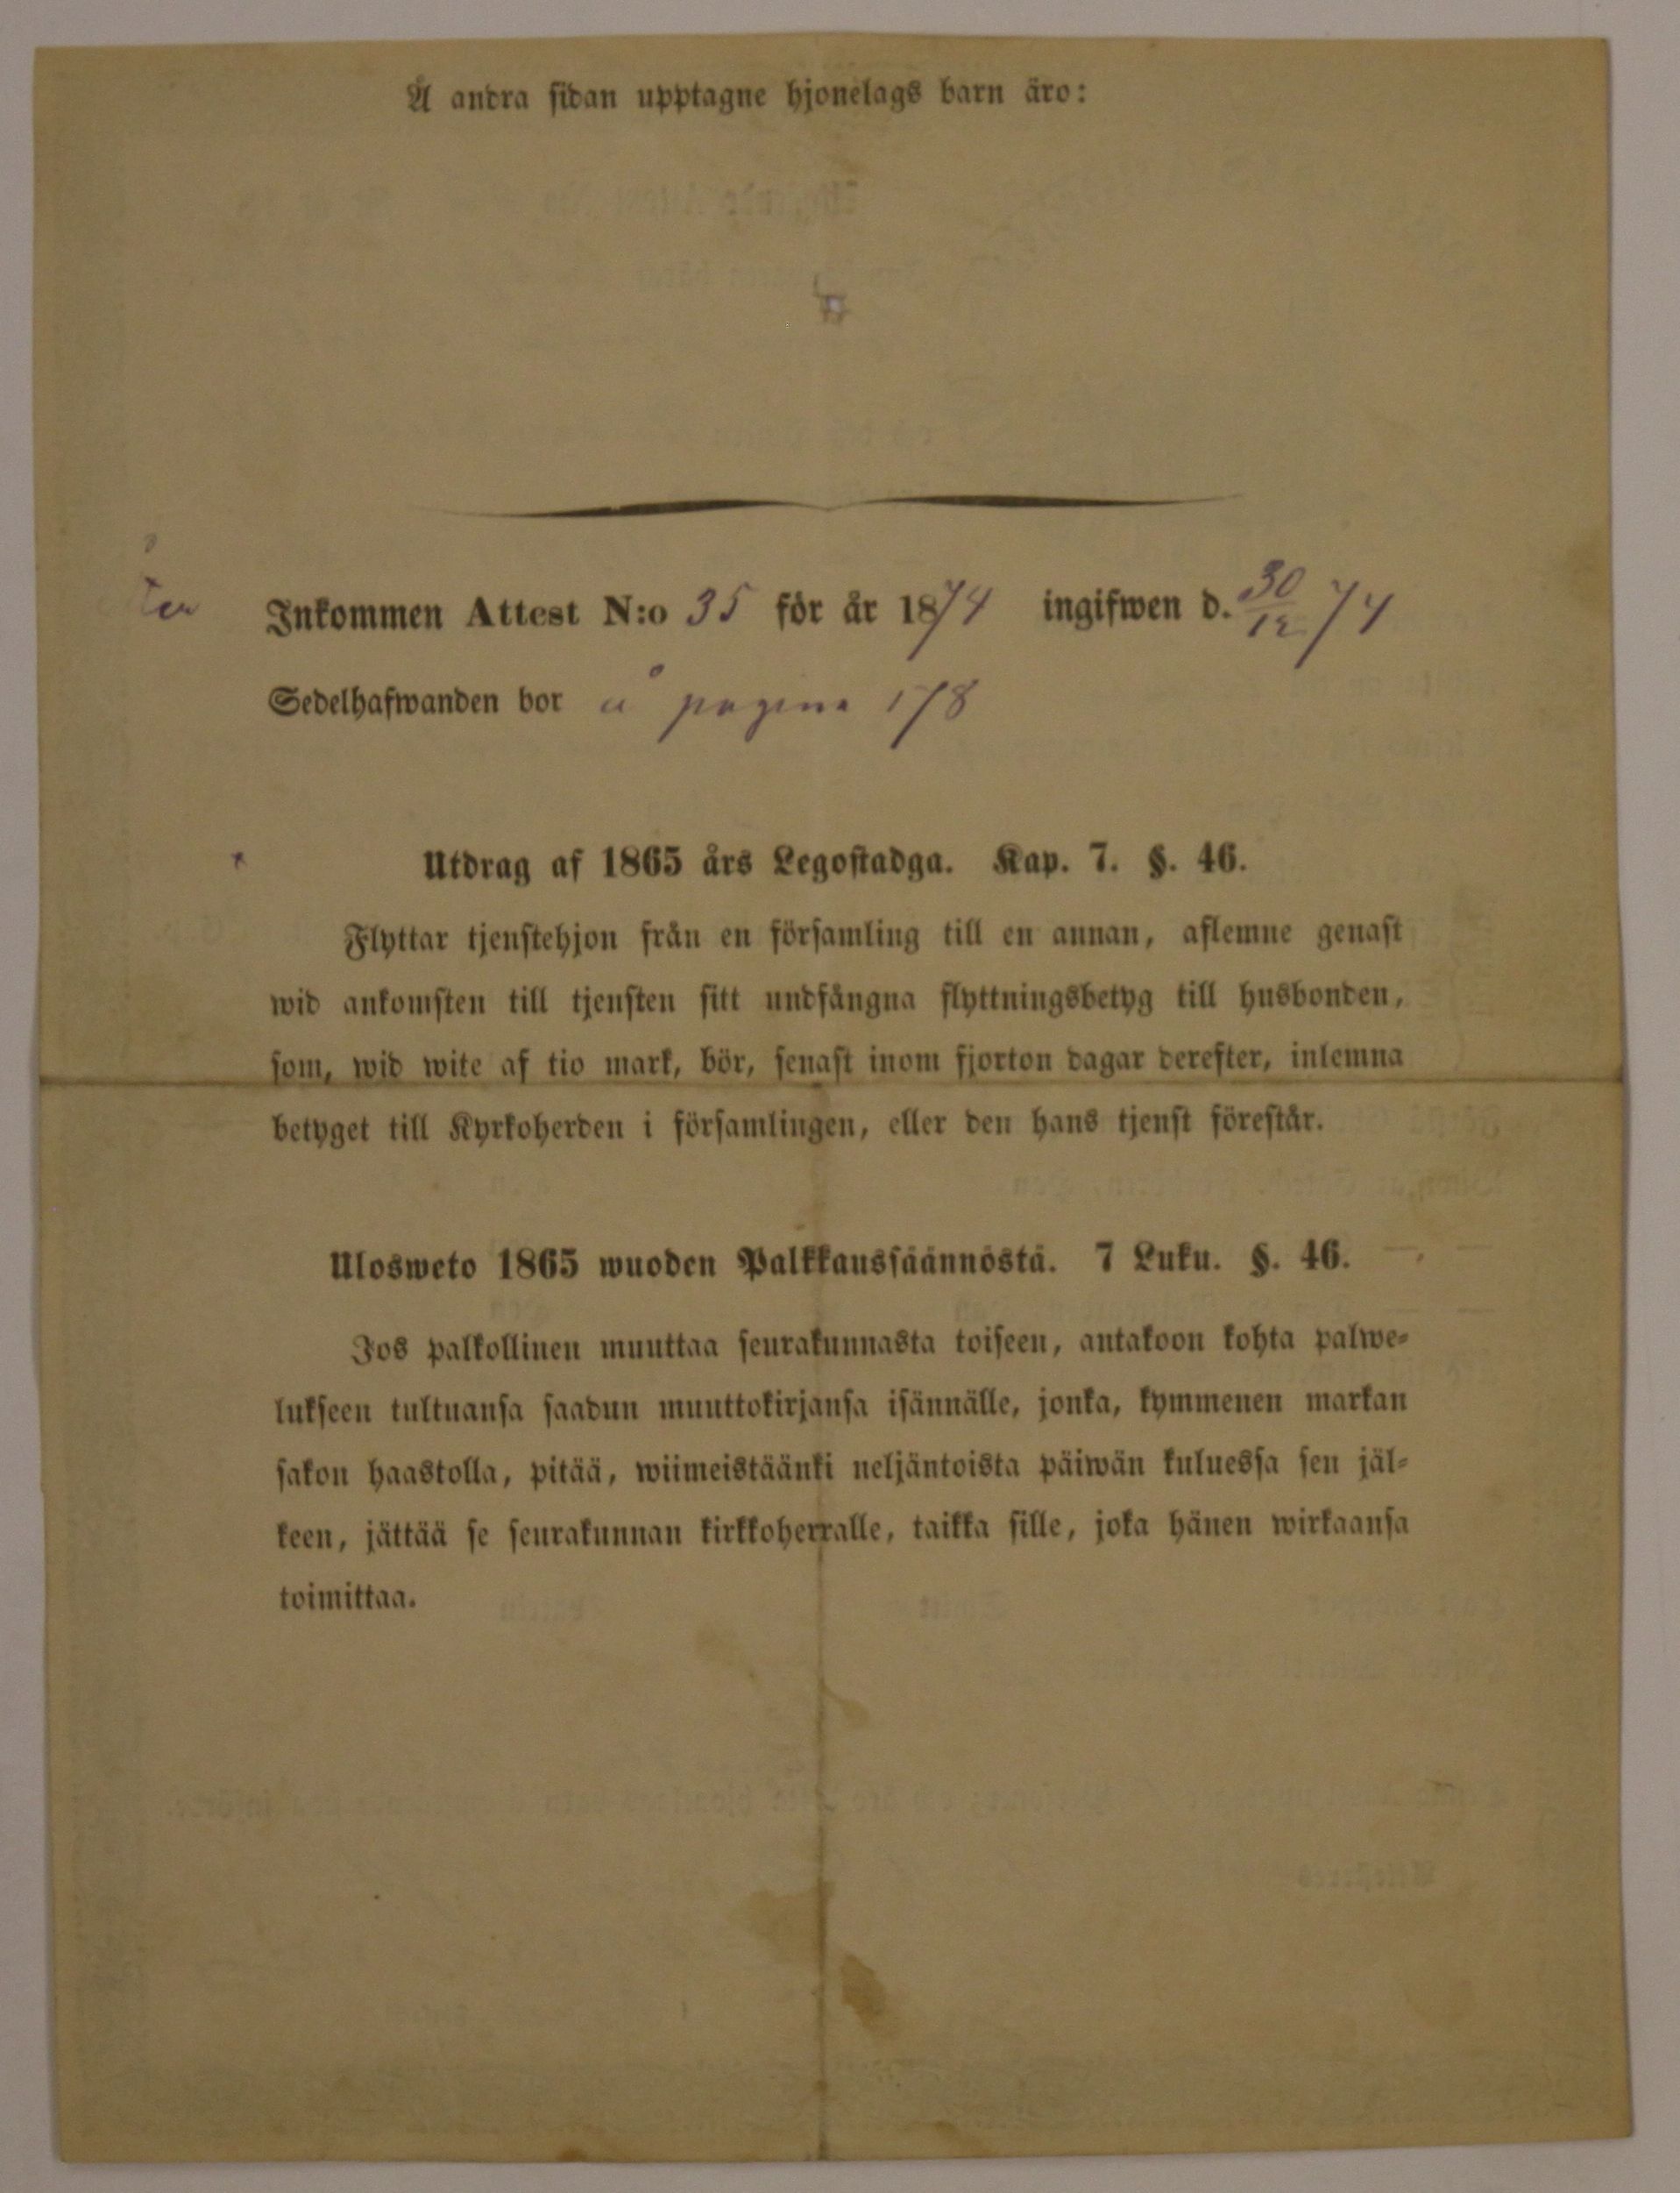 Å andra sidan upptagne hjonelags barn äro:
Inkommen Attest N:o 35 för år 1874 ingifwen d. 30/12 74
Sedelhafwanden bor å pagina 178
Utdrag af 1865 års Legostadga. Kap. 7. §. 46.
Flyttar tjenstehjon från en församling till en annan, aflemne genast
wid ankomsten till tjensten sitt undfångna flyttningsbetyg till husbonden,
som, wid wite af tio mark, bör, senast inom fjorton dagar derefter, inlemna
betyget till Kyrkoherden i församlingen, eller den hans tjenst förestår.
Ulosweto 1865 wuoden Palkkaussäännöstä. 7 Luku. §. 46.
Jos palkollinen muuttaa seurakunnasta toiseen, antakoon kohta palwe-
lukseen tultuansa saadun muuttokirjansa isännälle, jonka, kymmenen markan
sakon haastolla, pitää, wiimeistäänki neljäntoista päiwän kuluessa sen jäl-
keen, jättää se seurakunnan kirkkoherralle, taikka sille, joka hänen wirkaansa
toimittaa.